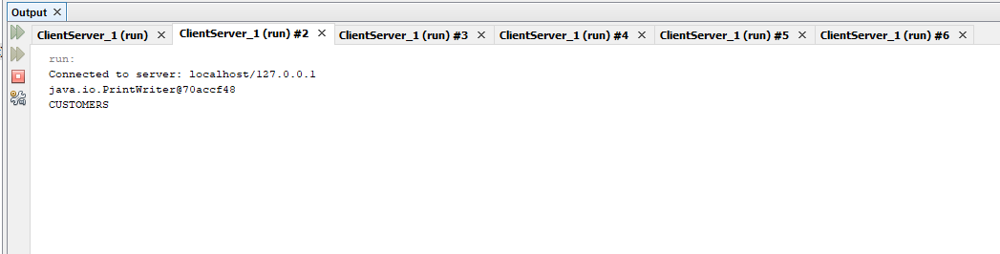 Output
ClientServer_1 (run) ClientServer_1 (run) #2 ClientServer_1 (run) #3 ClientServer_1 (run) #4 ClientServer_1 (run) #5 ClientServer_1 (run) #6
run:
Connected to server: localhost/127.0.0.1
java.io.PrintWriter@70accf48
CUSTOMERS